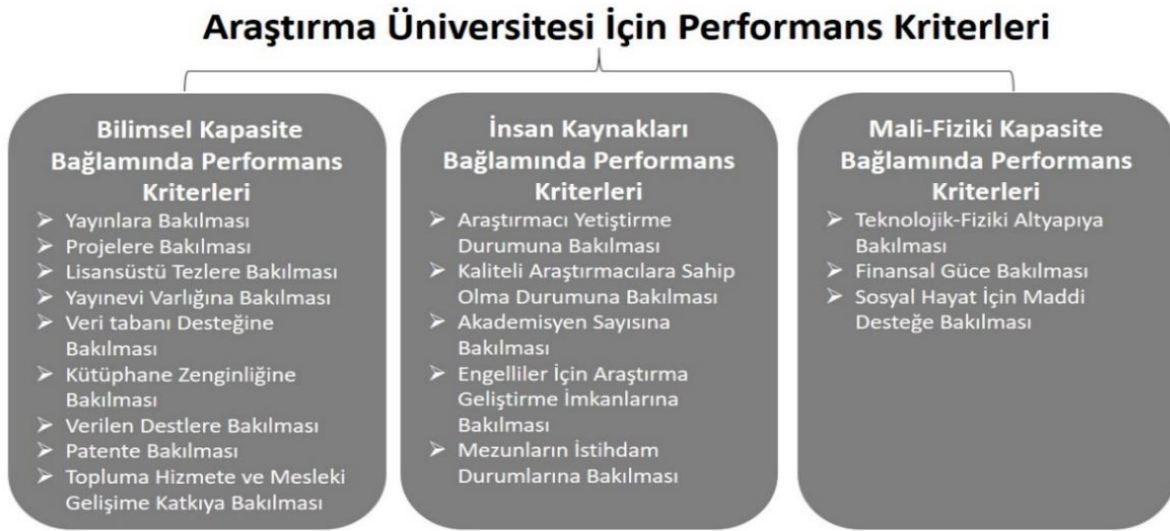 Araştırma Üniversitesi İçin Performans Kriterleri
Bilimsel Kapasite
Bağlamında Performans
Kriterleri
Yayınlara Bakılması
Projelere Bakılması
Lisansüstü Tezlere Bakılması
Yayınevi Varlığına Bakılması
Veri tabanı Desteğine
Bakılması
Kütüphane Zenginliğine
Bakılması
Verilen Destlere Bakılması
Patente Bakılması
Topluma Hizmete ve Mesleki
Gelişime Katkıya Bakılması
İnsan Kaynakları
Bağlamında Performans
Kriterleri
Araştırmacı Yetiştirme
Durumuna Bakılması
Kaliteli Araştırmacılara Sahip
Olma Durumuna Bakılması
Akademisyen Sayısına
Bakılması
Engelliler İçin Araştırma
Geliştirme İmkanlarına
Bakılması
Mezunların İstihdam
Durumlarına Bakılması
Mali-Fiziki Kapasite
Bağlamında Performans
Kriterleri
Teknolojik-Fiziki Altyapıya
Bakılması
Finansal Güce Bakılması
Sosyal Hayat İçin Maddi
Desteğe Bakılması